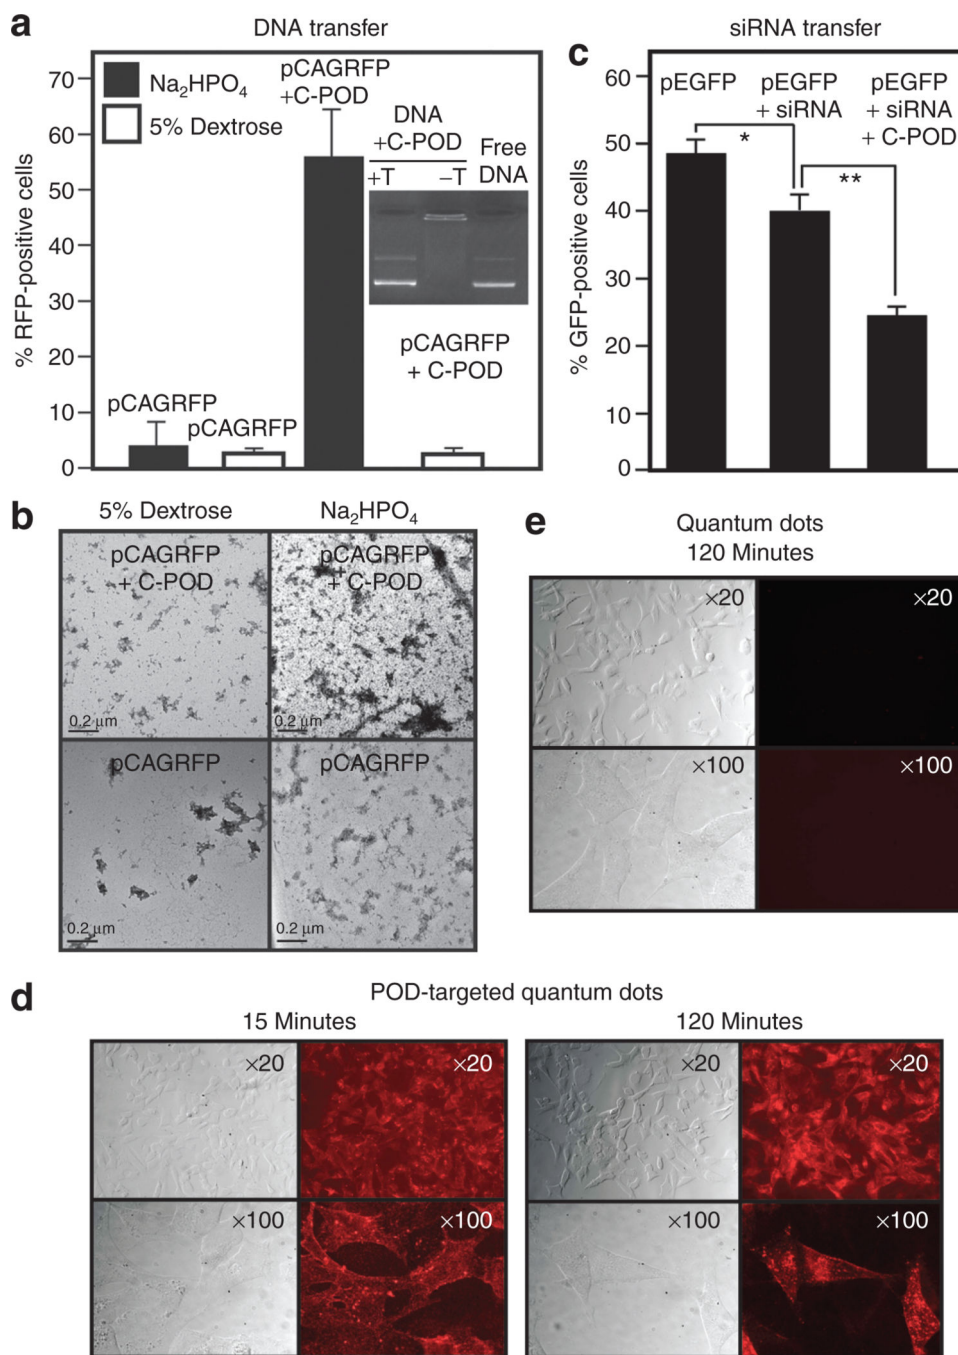 a
DNA transfer
% RFP-positive cells
70
60
50
40
30
20
10
0
Na₂HPO₄
5% Dextrose
pCAGRFP
+C-POD
DNA
+C-POD
Free
DNA
+T
−T
pCAGRFP
pCAGRFP
pCAGRFP
+ C-POD
siRNA transfer
c
% GFP-positive cells
60
50
40
30
20
10
0
pEGFP
pEGFP
+ siRNA
pEGFP
+ siRNA
+ C-POD
*
**
b
5% Dextrose
Na₂HPO₄
pCAGRFP
+ C-POD
0.2 μm
pCAGRFP
+ C-POD
0.2 μm
pCAGRFP
0.2 μm
pCAGRFP
0.2 μm
e
Quantum dots
120 Minutes
×20
×20
×100
×100
d
POD-targeted quantum dots
15 Minutes
120 Minutes
×20
×20
×20
×20
×100
×100
×100
×100